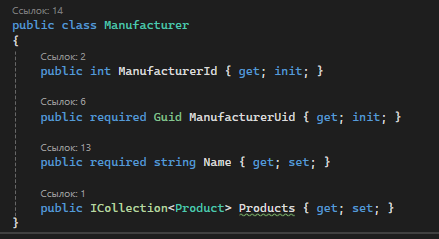 Ссылок: 14
public class Manufacturer
{
Ссылок: 2
public int ManufacturerId { get; init; }
Ссылок: 6
public required Guid ManufacturerUid { get; init; }
Ссылок: 13
public required string Name { get; set; }
Ссылок: 1
public ICollection<Product> Products { get; set; }
}